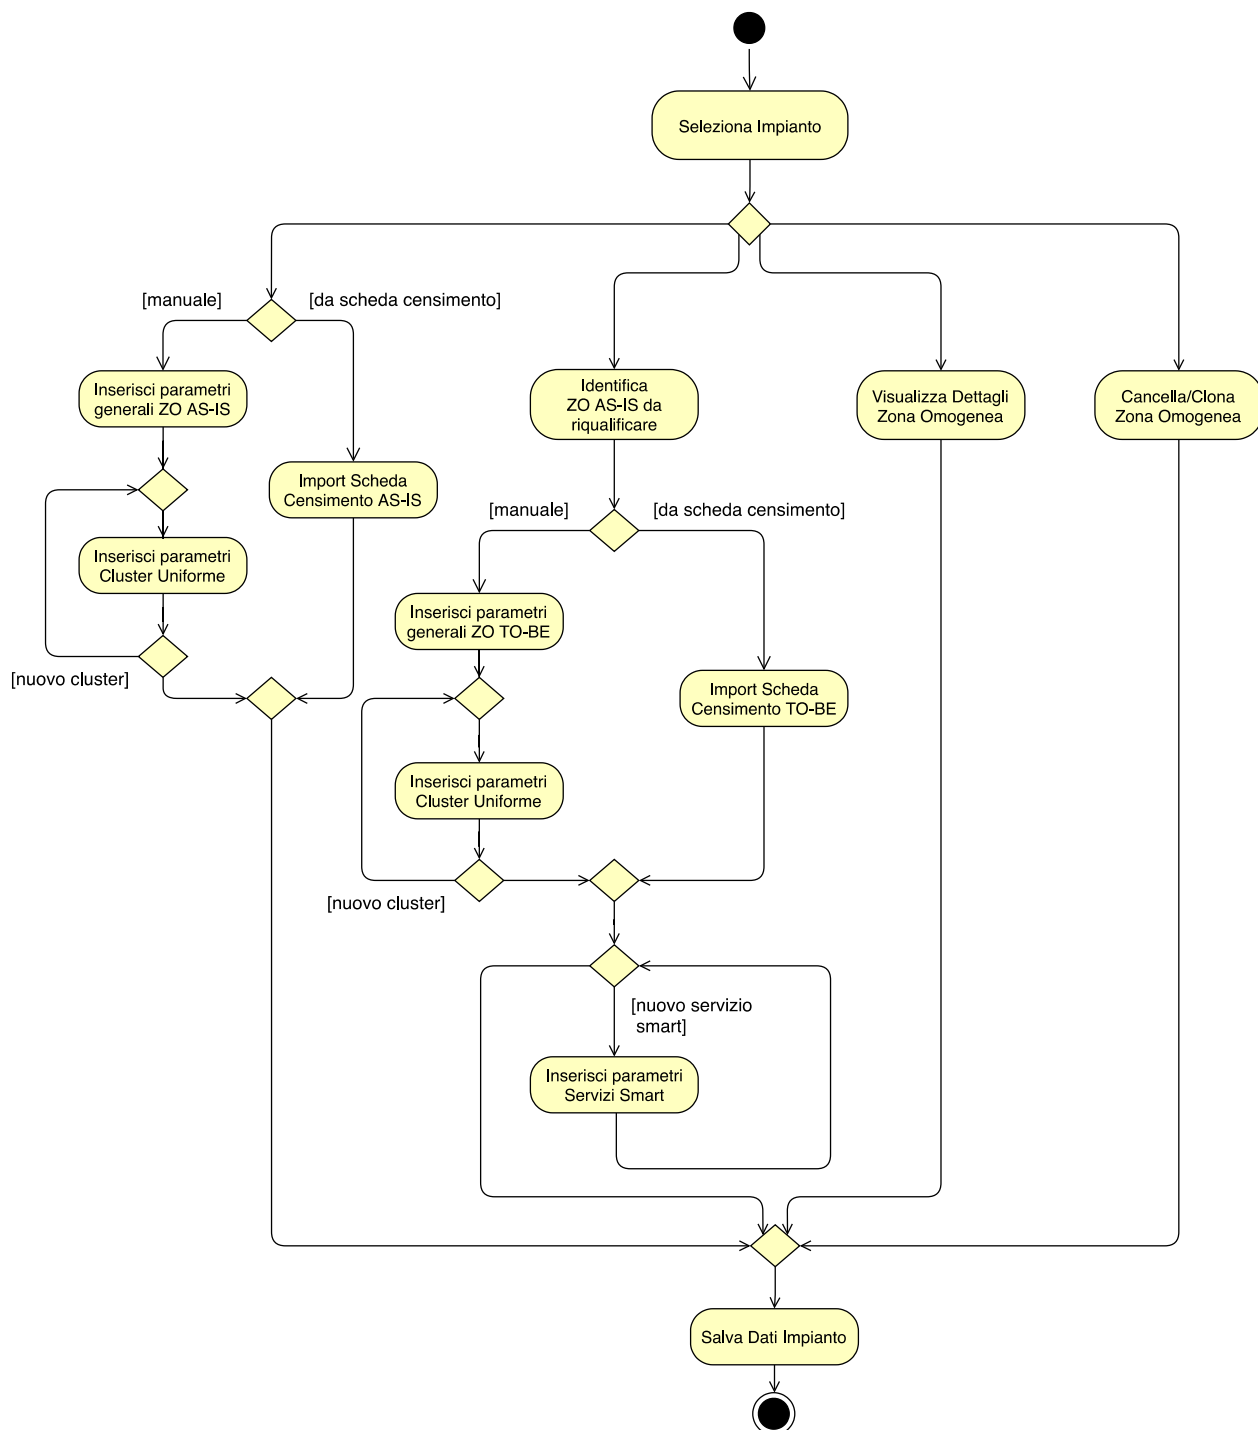 Seleziona Impianto
[manuale]
[da scheda censimento]
Inserisci parametri
generali ZO AS-IS
Import Scheda
Censimento AS-IS
Inserisci parametri
Cluster Uniforme
[nuovo cluster]
Identifica
ZO AS-IS da
riqualificare
Visualizza Dettagli
Zona Omogenea
Cancella/Clona
Zona Omogenea
[manuale]
[da scheda censimento]
Inserisci parametri
generali ZO TO-BE
Import Scheda
Censimento TO-BE
Inserisci parametri
Cluster Uniforme
[nuovo cluster]
[nuovo servizio
smart]
Inserisci parametri
Servizi Smart
Salva Dati Impianto